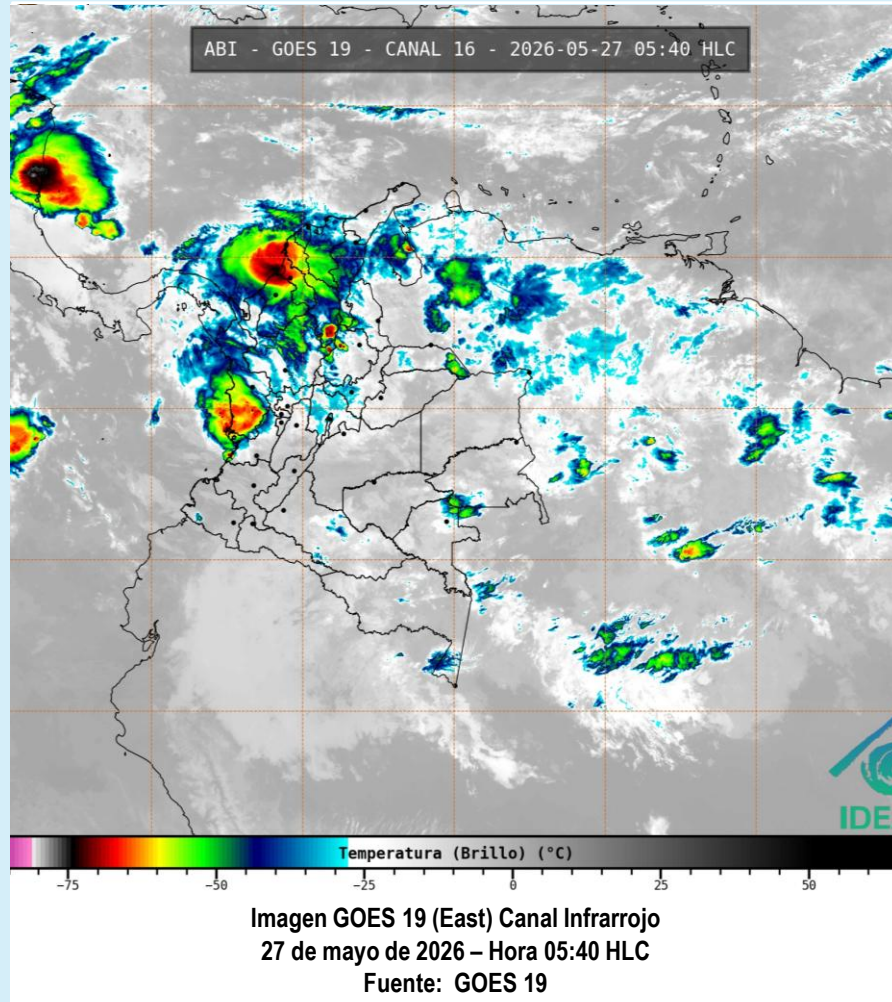 ABI - GOES 19 - CANAL 16 - 2026-05-27 05:40 HLC
IDE
Temperatura (Brillo) (°C)
−75 −50 −25 0 25 50
Imagen GOES 19 (East) Canal Infrarrojo
27 de mayo de 2026 – Hora 05:40 HLC
Fuente: GOES 19